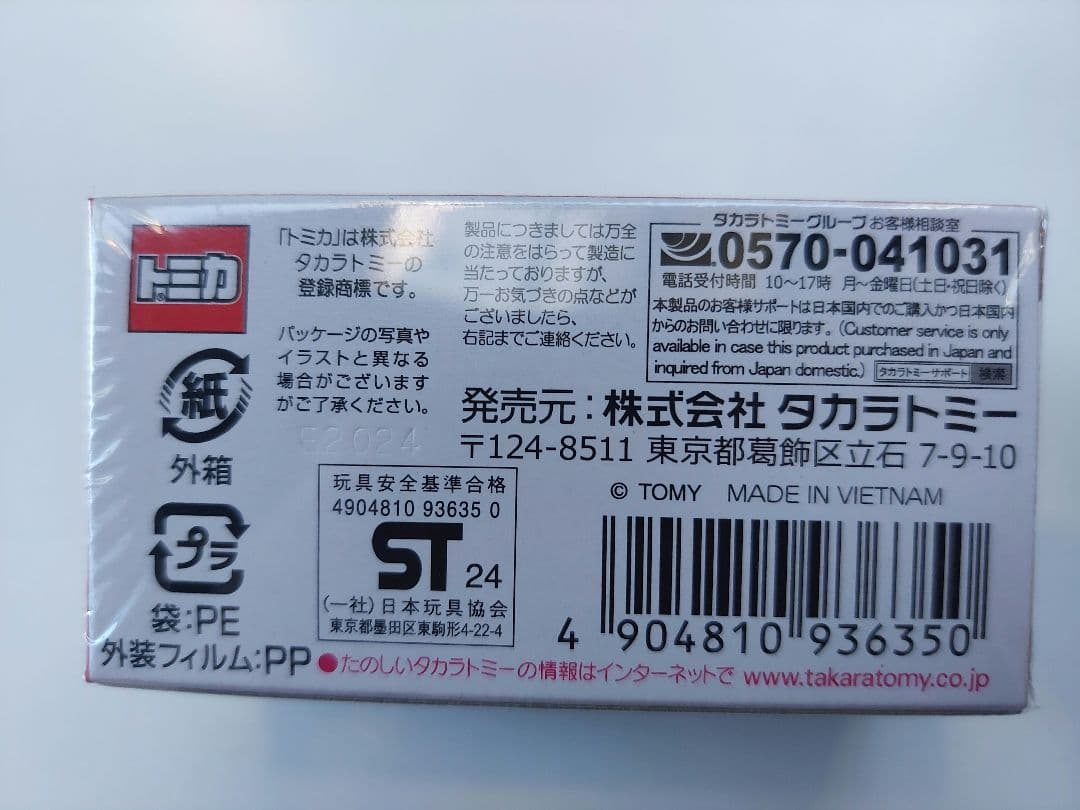 トミカ
「トミカ」は株式会社
タカラトミーの
登録商標です。
パッケージの写真や
イラストと異なる
場合がございます
がご了承ください。
製品につきましては万全
の注意をはらって製造に
当たっておりますが、
万一お気づきの点などが
ございましたら、
右記までご連絡ください。
タカラトミーグループお客様相談室
0570-041031
電話受付時間 10〜17時 月〜金曜日(土日・祝日除く)
本製品のお客様サポートは日本国内でのご購入かつ日本国内
からのお問い合わせに限ります。(Customer service is only
available in case this product purchased in Japan and
inquired from Japan domestic.) タカラトミーサポート 検索
発売元:株式会社 タカラトミー
〒124-8511 東京都葛飾区立石 7-9-10
© TOMY MADE IN VIETNAM
紙
外箱
プラ
袋:PE
外装フィルム:PP
E2024
玩具安全基準合格
4904810 93635 0
ST 24
(一社)日本玩具協会
東京都墨田区東駒形4-22-4
4 904810 936350
●たのしいタカラトミーの情報はインターネットで www.takaratomy.co.jp